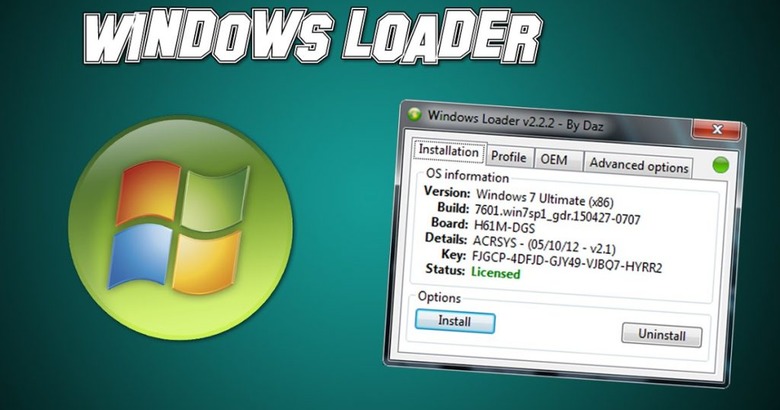 WINDOWS LOADER
Windows Loader v2.2.2 - By Daz
Installation Profile OEM Advanced options
OS information
Version: Windows 7 Ultimate (x86)
Build: 7601.win7sp1_gdr.150427-0707
Board: H61M-DGS
Details: ACRSYS - (05/10/12 - v2.1)
Key: FJGCP-4DFJD-GJY49-VJBQ7-HYRR2
Status: Licensed
Options
Install Uninstall